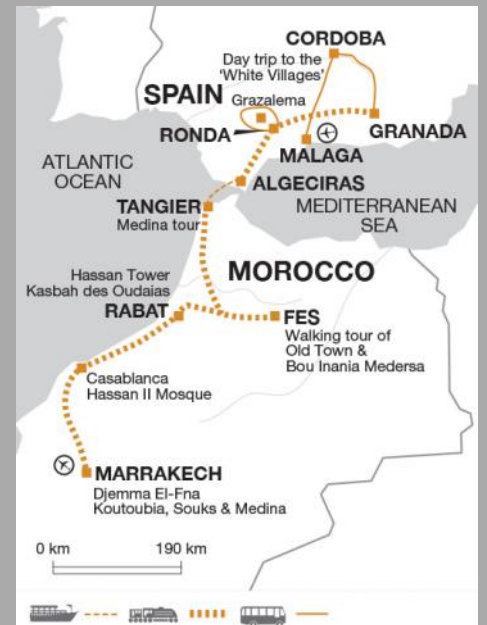 CORDOBA
Day trip to the
'White Villages'
SPAIN
Grazalema
RONDA
GRANADA
MALAGA
ATLANTIC
OCEAN
ALGECIRAS
TANGIER
Medina tour
MEDITERRANEAN
SEA
MOROCCO
Hassan Tower
Kasbah des Oudaias
RABAT
FES
Walking tour of
Old Town &
Bou Inania Medersa
Casablanca
Hassan II Mosque
MARRAKECH
Djemma El-Fna
Koutoubia, Souks & Medina
0 km 190 km